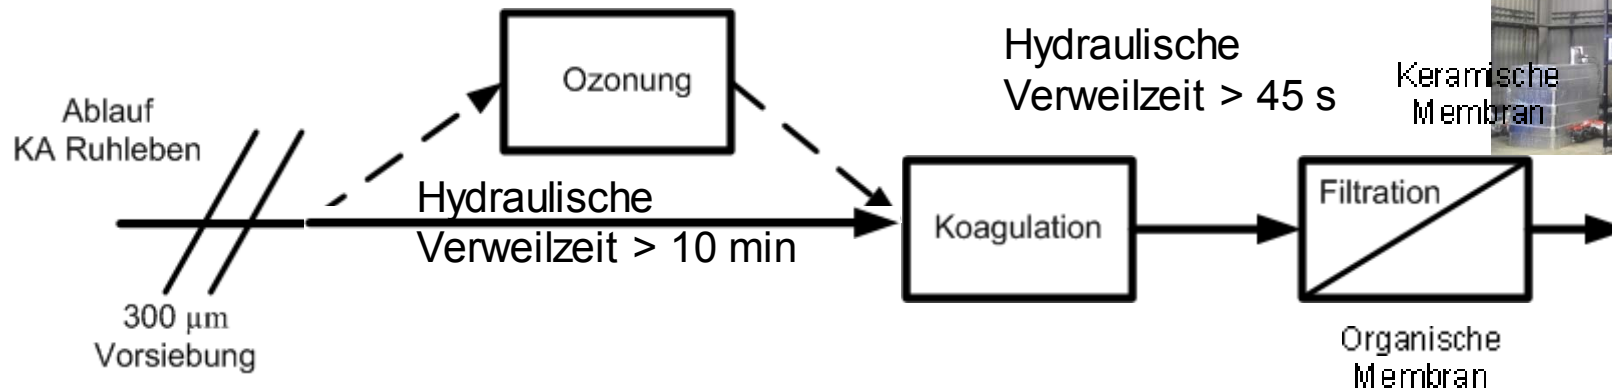 Ablauf
KA Ruhleben
300 µm
Vorsiebung
Ozonung
Hydraulische
Verweilzeit > 10 min
Hydraulische
Verweilzeit > 45 s
Koagulation
Keramische
Membran
Filtration
Organische
Membran